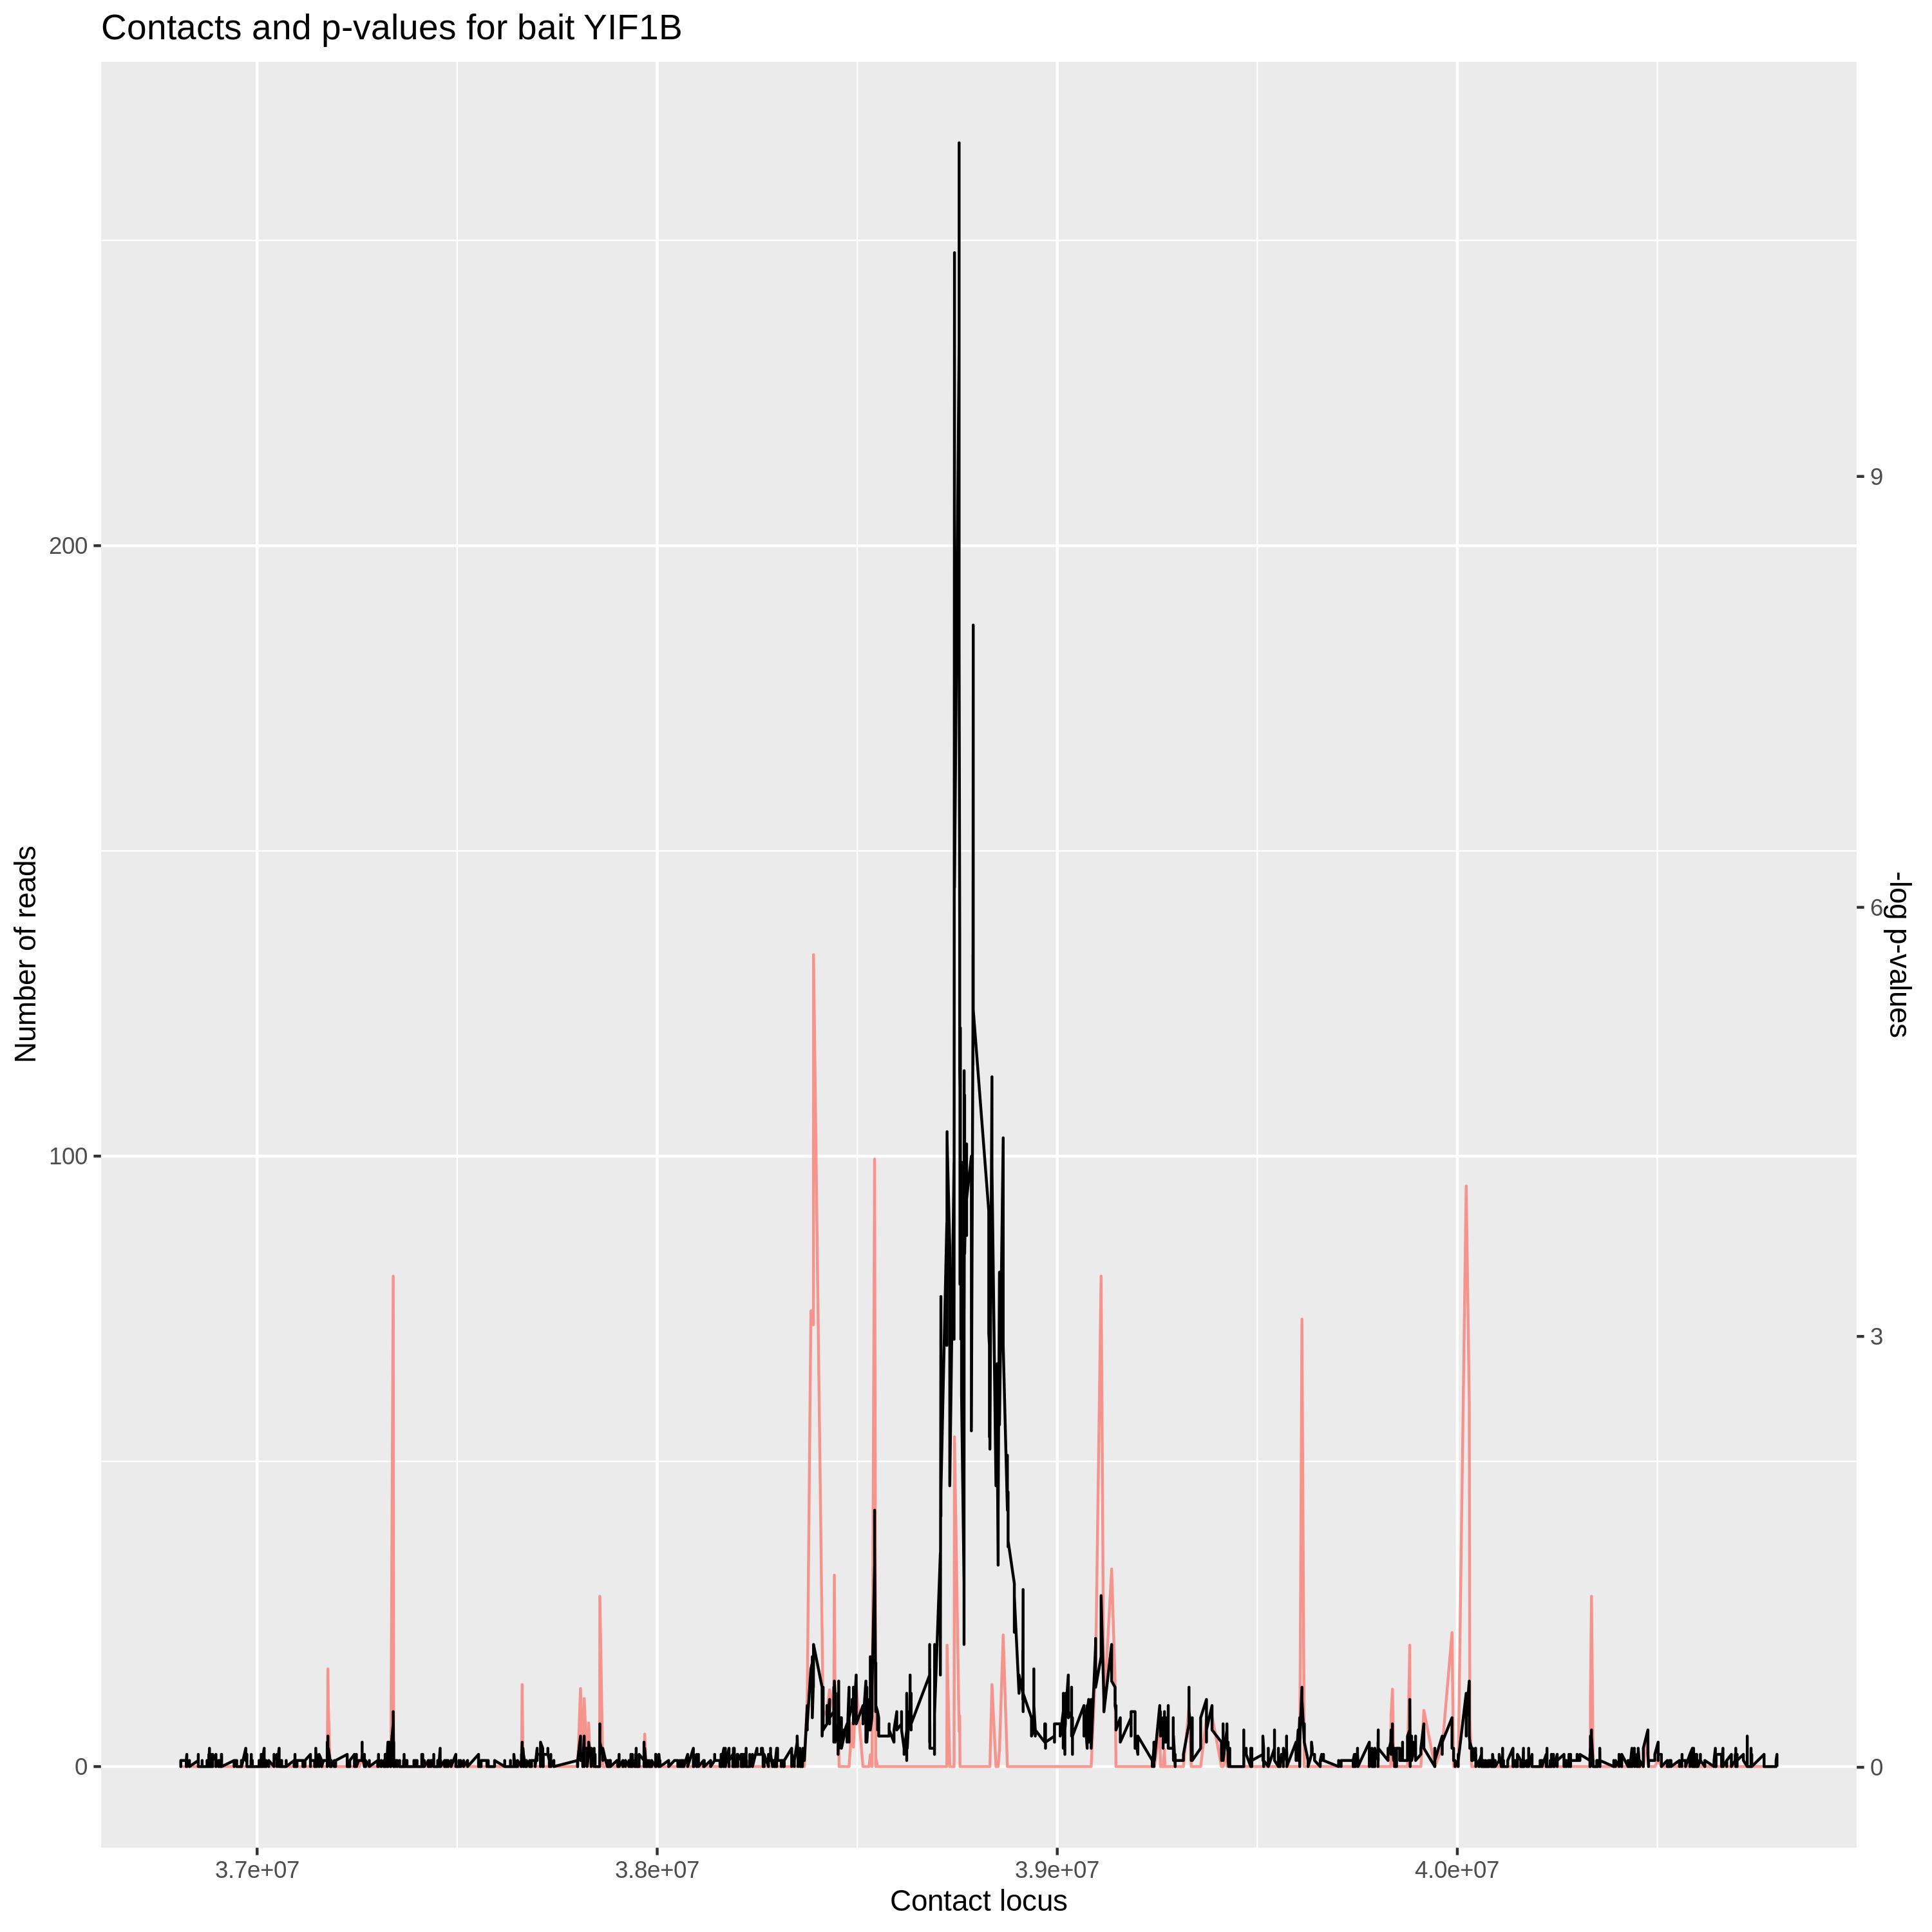 Contacts and p-values for bait YIF1B
Number of reads
200
100
0
9
6
3
0
-log p-values
3.7e+07 3.8e+07 3.9e+07 4.0e+07
Contact locus